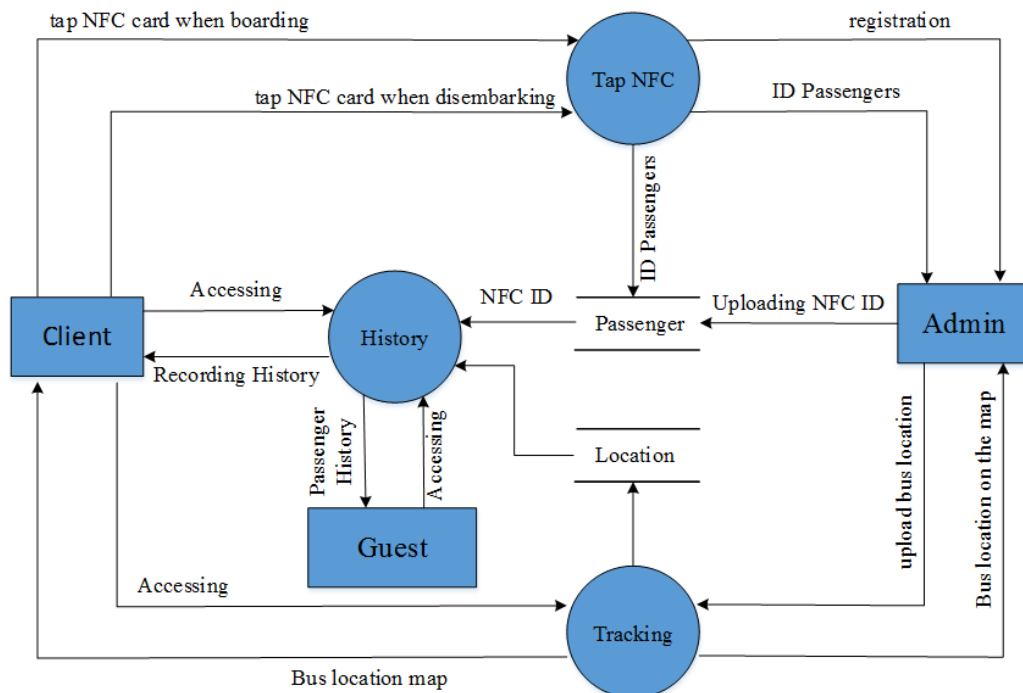 tap NFC card when boarding
registration
Tap NFC
tap NFC card when disembarking
ID Passengers
ID Passengers
Accessing
NFC ID
Uploading NFC ID
Client
History
Passenger
Admin
Recording History
Passenger
History
Accessing
Location
upload bus location
Bus location on the map
Guest
Accessing
Tracking
Bus location map